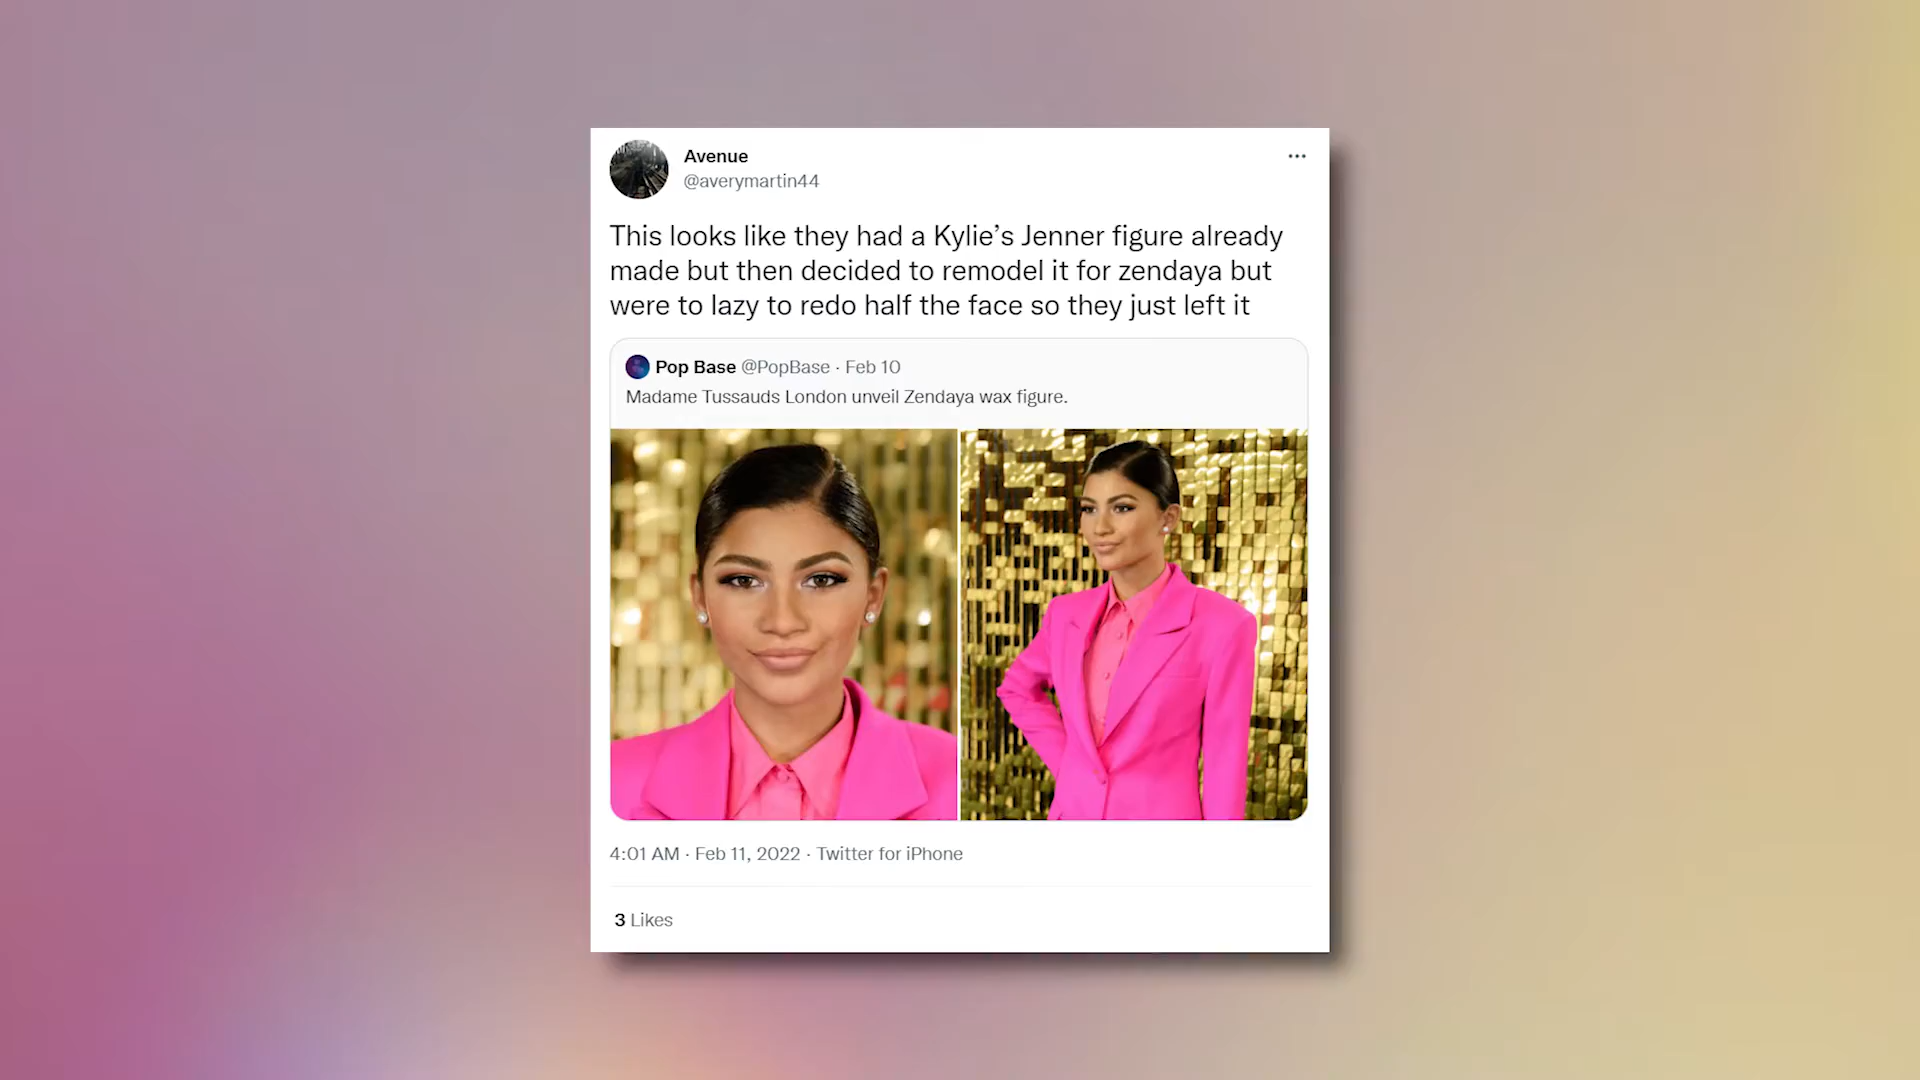 Avenue
@averymartin44
This looks like they had a Kylie’s Jenner figure already
made but then decided to remodel it for zendaya but
were to lazy to redo half the face so they just left it
Pop Base @PopBase · Feb 10
Madame Tussauds London unveil Zendaya wax figure.
4:01 AM · Feb 11, 2022 · Twitter for iPhone
3 Likes